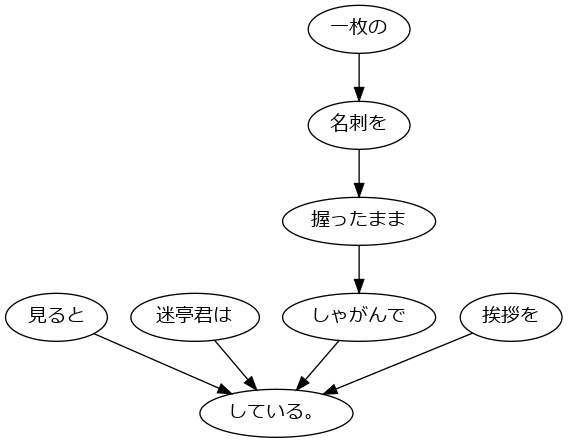 一枚の
名刺を
握ったまま
見ると 迷亭君は しゃがんで 挨拶を
している。